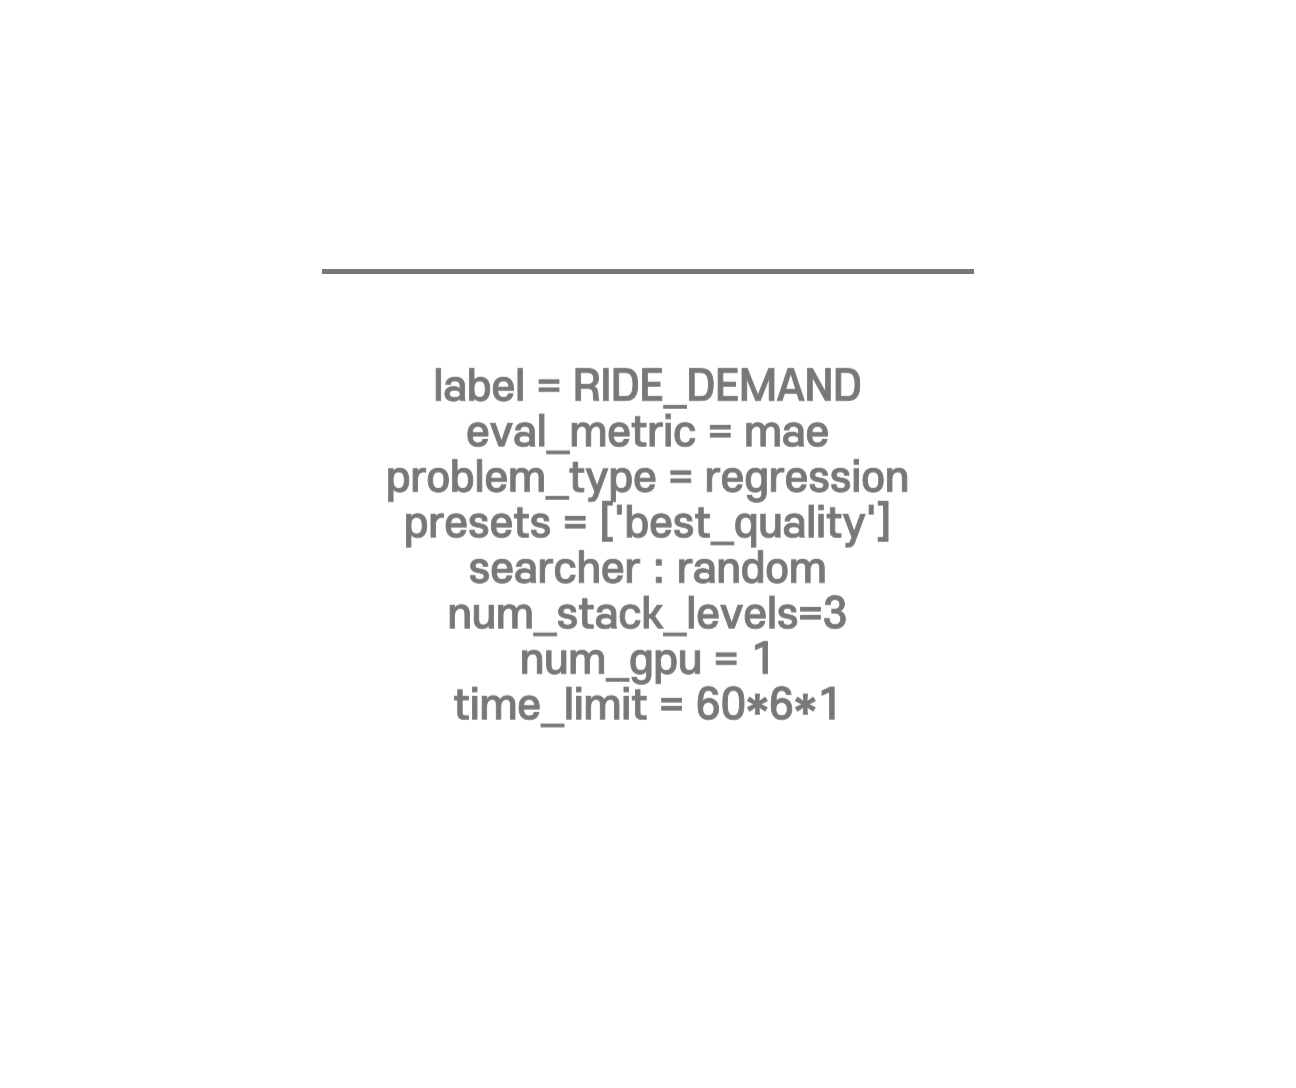 label = RIDE_DEMAND
eval_metric = mae
problem_type = regression
presets = ['best_quality']
searcher : random
num_stack_levels=3
num_gpu = 1
time_limit = 60*6*1